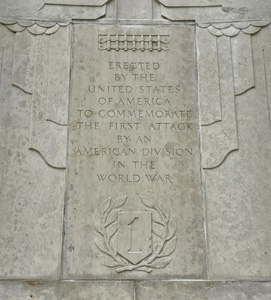 ERECTED
BY THE
UNITED STATES
OF AMERICA
TO COMMEMORATE
THE FIRST ATTACK
BY AN
AMERICAN DIVISION
IN THE
WORLD WAR
1